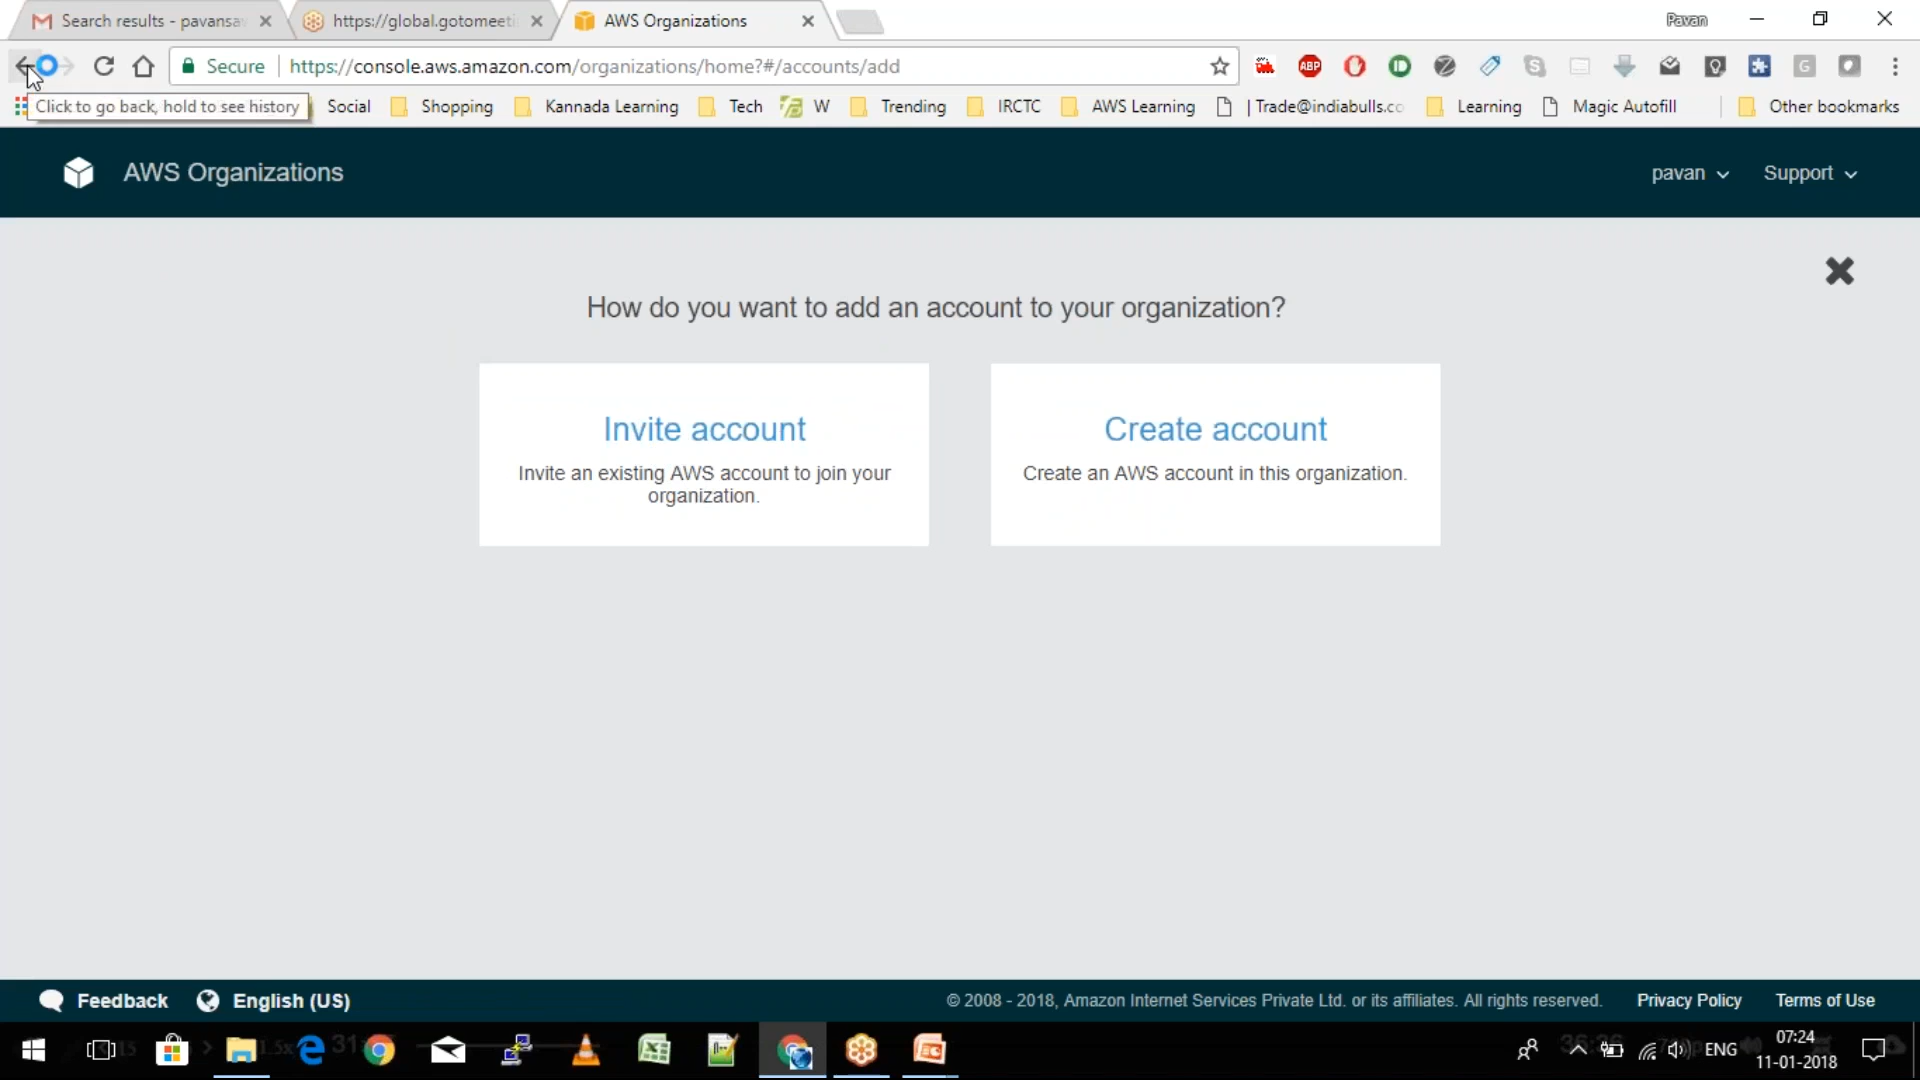 Search results - pavansa
https://global.gotomeeti
AWS Organizations
Pavan
Secure
https://console.aws.amazon.com/organizations/home?#/accounts/add
ABP
Click to go back, hold to see history
Social
Shopping
Kannada Learning
Tech
W
Trending
IRCTC
AWS Learning
| Trade@indiabulls.co
Learning
Magic Autofill
Other bookmarks
AWS Organizations
pavan
Support
How do you want to add an account to your organization?
Invite account
Invite an existing AWS account to join your
organization.
Create account
Create an AWS account in this organization.
Feedback
English (US)
© 2008 - 2018, Amazon Internet Services Private Ltd. or its affiliates. All rights reserved.
Privacy Policy
Terms of Use
ENG
07:24
11-01-2018